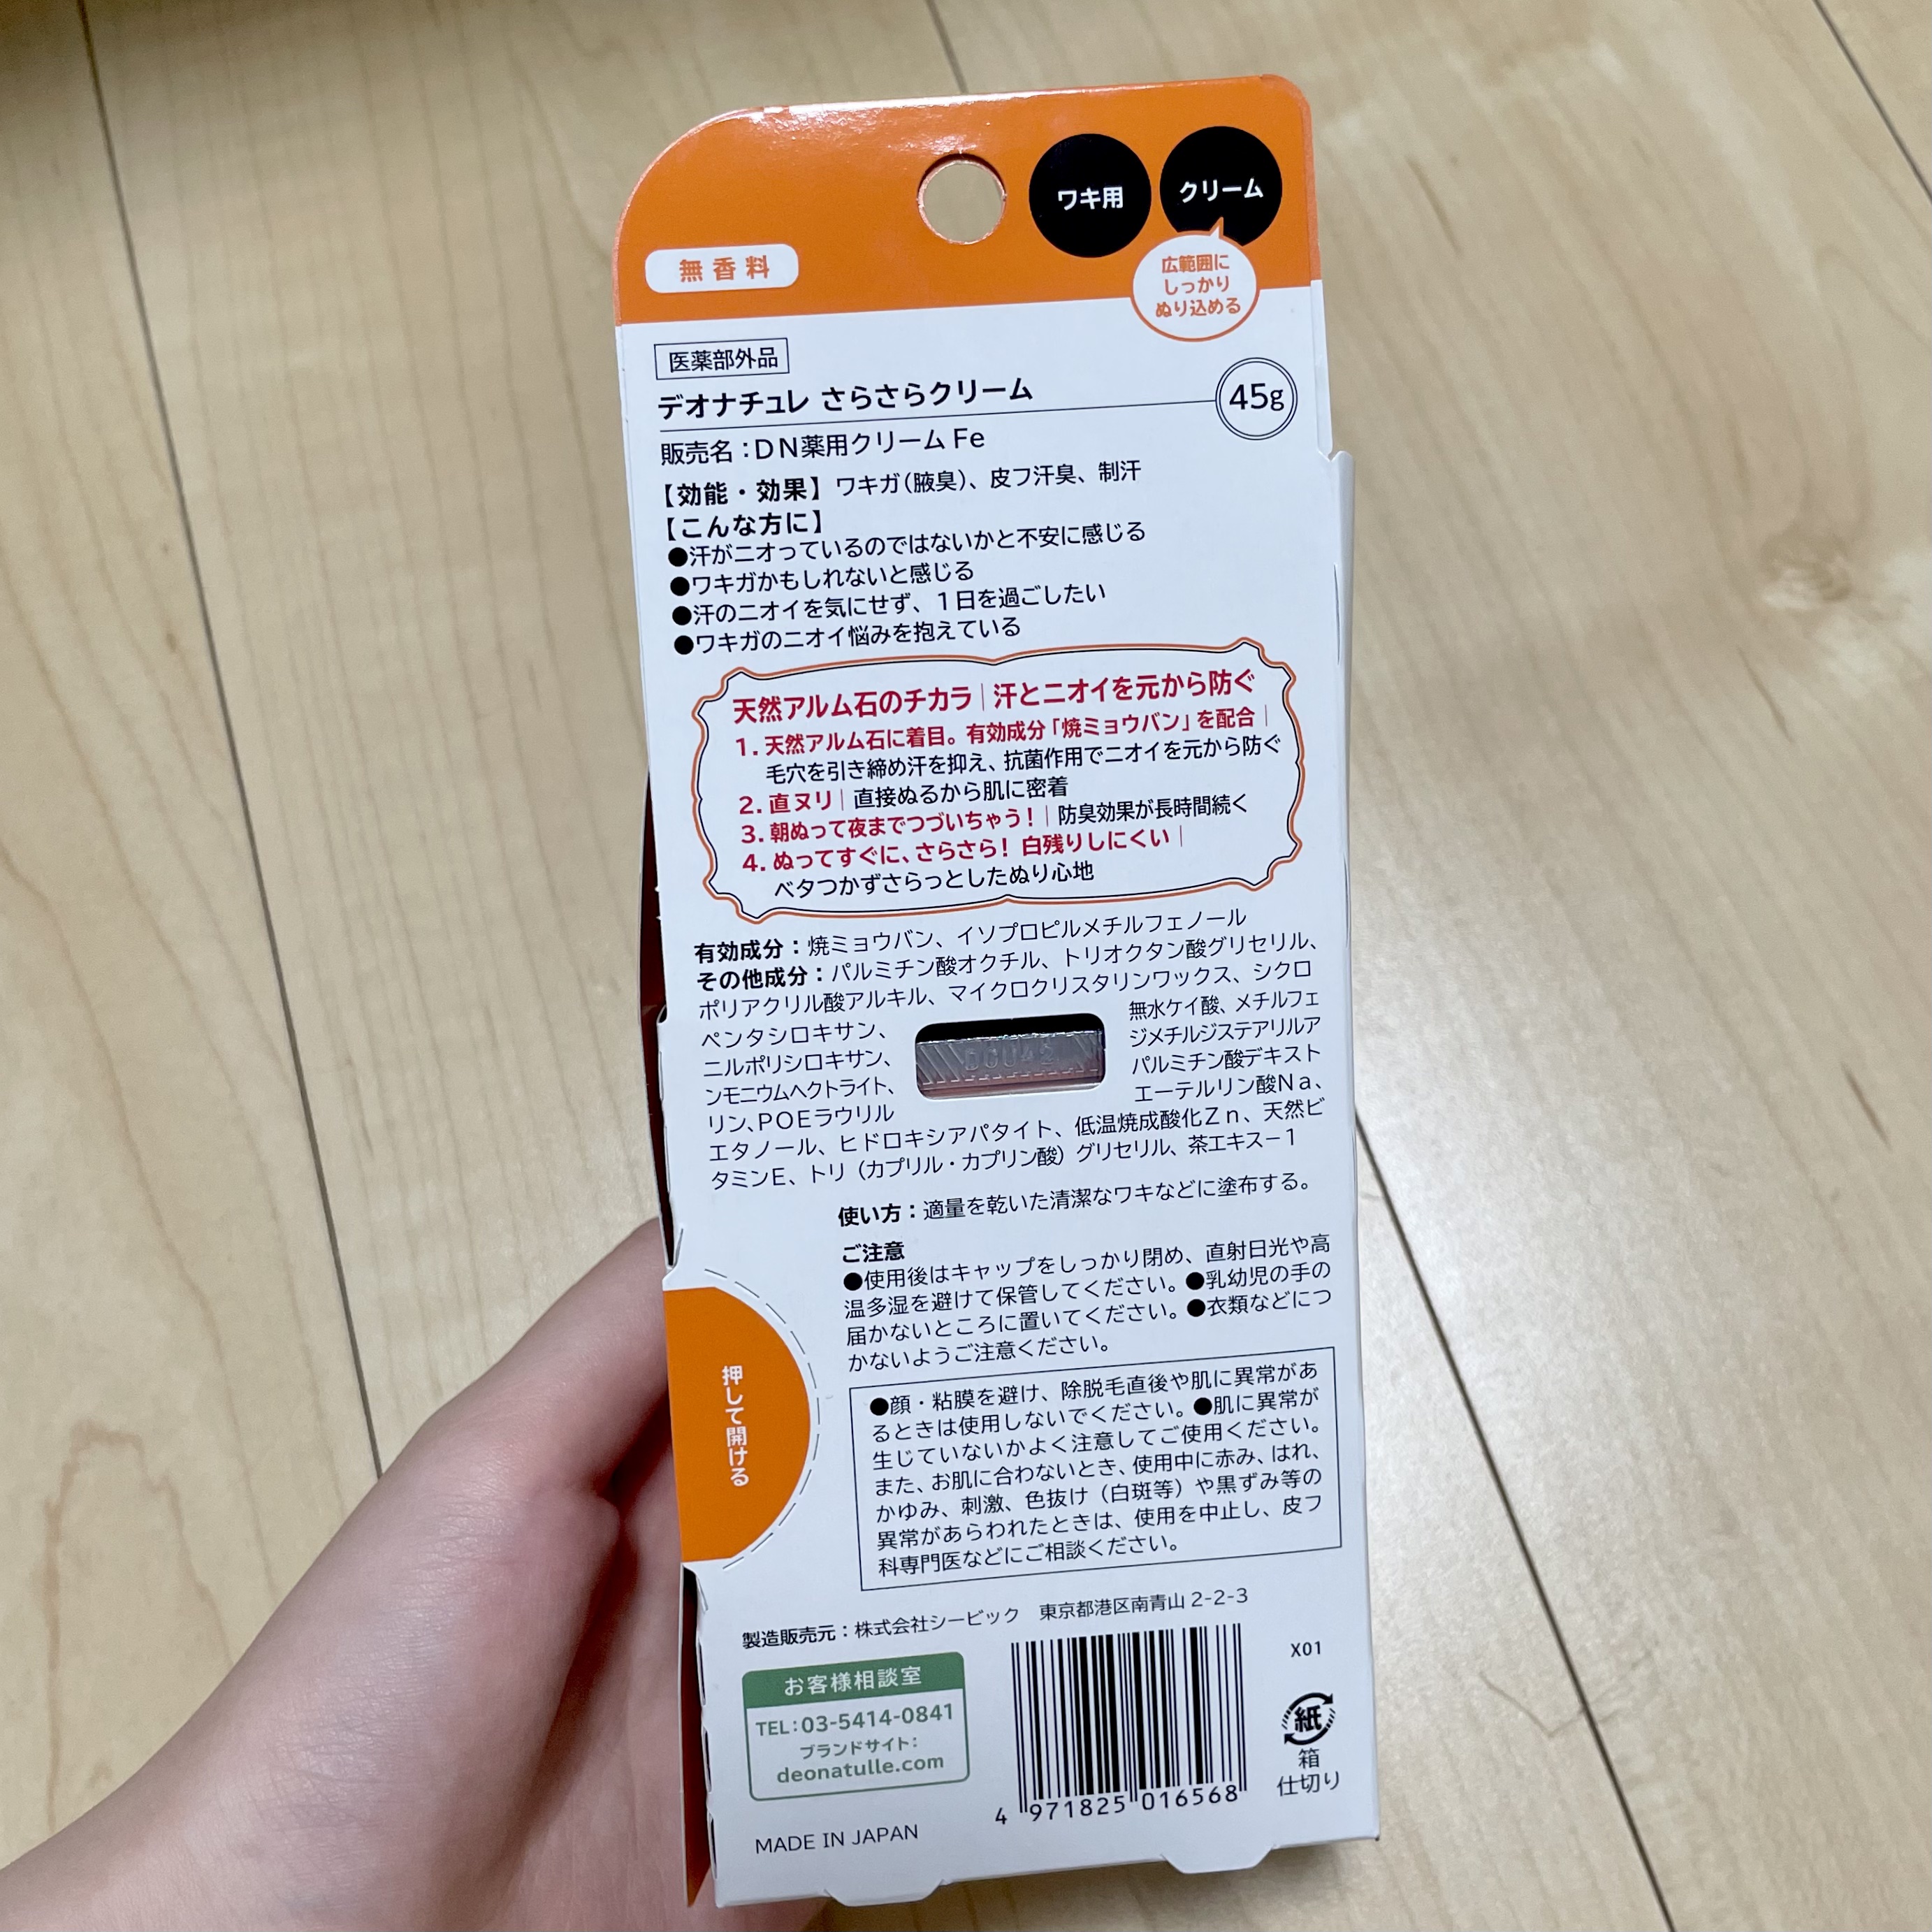 ワキ用
クリーム
無香料
広範囲に
しっかり
ぬり込める
医薬部外品
デオナチュレ さらさらクリーム
45g
販売名：DN薬用クリームFe
【効能・効果】ワキガ（腋臭）、皮フ汗臭、制汗
【こんな方に】
●汗がニオっているのではないかと不安に感じる
●ワキガかもしれないと感じる
●汗のニオイを気にせず、1日を過ごしたい
●ワキガのニオイ悩みを抱えている
天然アルム石のチカラ｜汗とニオイを元から防ぐ
1. 天然アルム石に着目。有効成分「焼ミョウバン」を配合｜
毛穴を引き締め汗を抑え、抗菌作用でニオイを元から防ぐ
2. 直ヌリ｜直接ぬるから肌に密着
3. 朝ぬって夜までつづいちゃう！｜防臭効果が長時間続く
4. ぬってすぐに、さらさら！白残りしにくい｜
ベタつかずさらっとしたぬり心地
有効成分：焼ミョウバン、イソプロピルメチルフェノール
その他成分：パルミチン酸オクチル、トリオクタン酸グリセリル、
ポリアクリル酸アルキル、マイクロクリスタリンワックス、シクロ
ペンタシロキサン、 無水ケイ酸、メチルフェ
ニルポリシロキサン、 ジメチルジステアリルア
ンモニウムヘクトライト、 パルミチン酸デキスト
リン、POEラウリル エーテルリン酸Na、
エタノール、ヒドロキシアパタイト、低温焼成酸化Zn、天然ビ
タミンE、トリ（カプリル・カプリン酸）グリセリル、茶エキス－1
使い方：適量を乾いた清潔なワキなどに塗布する。
ご注意
●使用後はキャップをしっかり閉め、直射日光や高
温多湿を避けて保管してください。●乳幼児の手の
届かないところに置いてください。●衣類などにつ
かないようご注意ください。
●顔・粘膜を避け、除脱毛直後や肌に異常があ
るときは使用しないでください。●肌に異常が
生じていないかよく注意してご使用ください。
また、お肌に合わないとき、使用中に赤み、はれ、
かゆみ、刺激、色抜け（白斑等）や黒ずみ等の
異常があらわれたときは、使用を中止し、皮フ
科専門医などにご相談ください。
押して開ける
製造販売元：株式会社シービック 東京都港区南青山2-2-3
お客様相談室
TEL：03-5414-0841
ブランドサイト：
deonatulle.com
X01
紙
箱
仕切り
4 971825 016568
MADE IN JAPAN